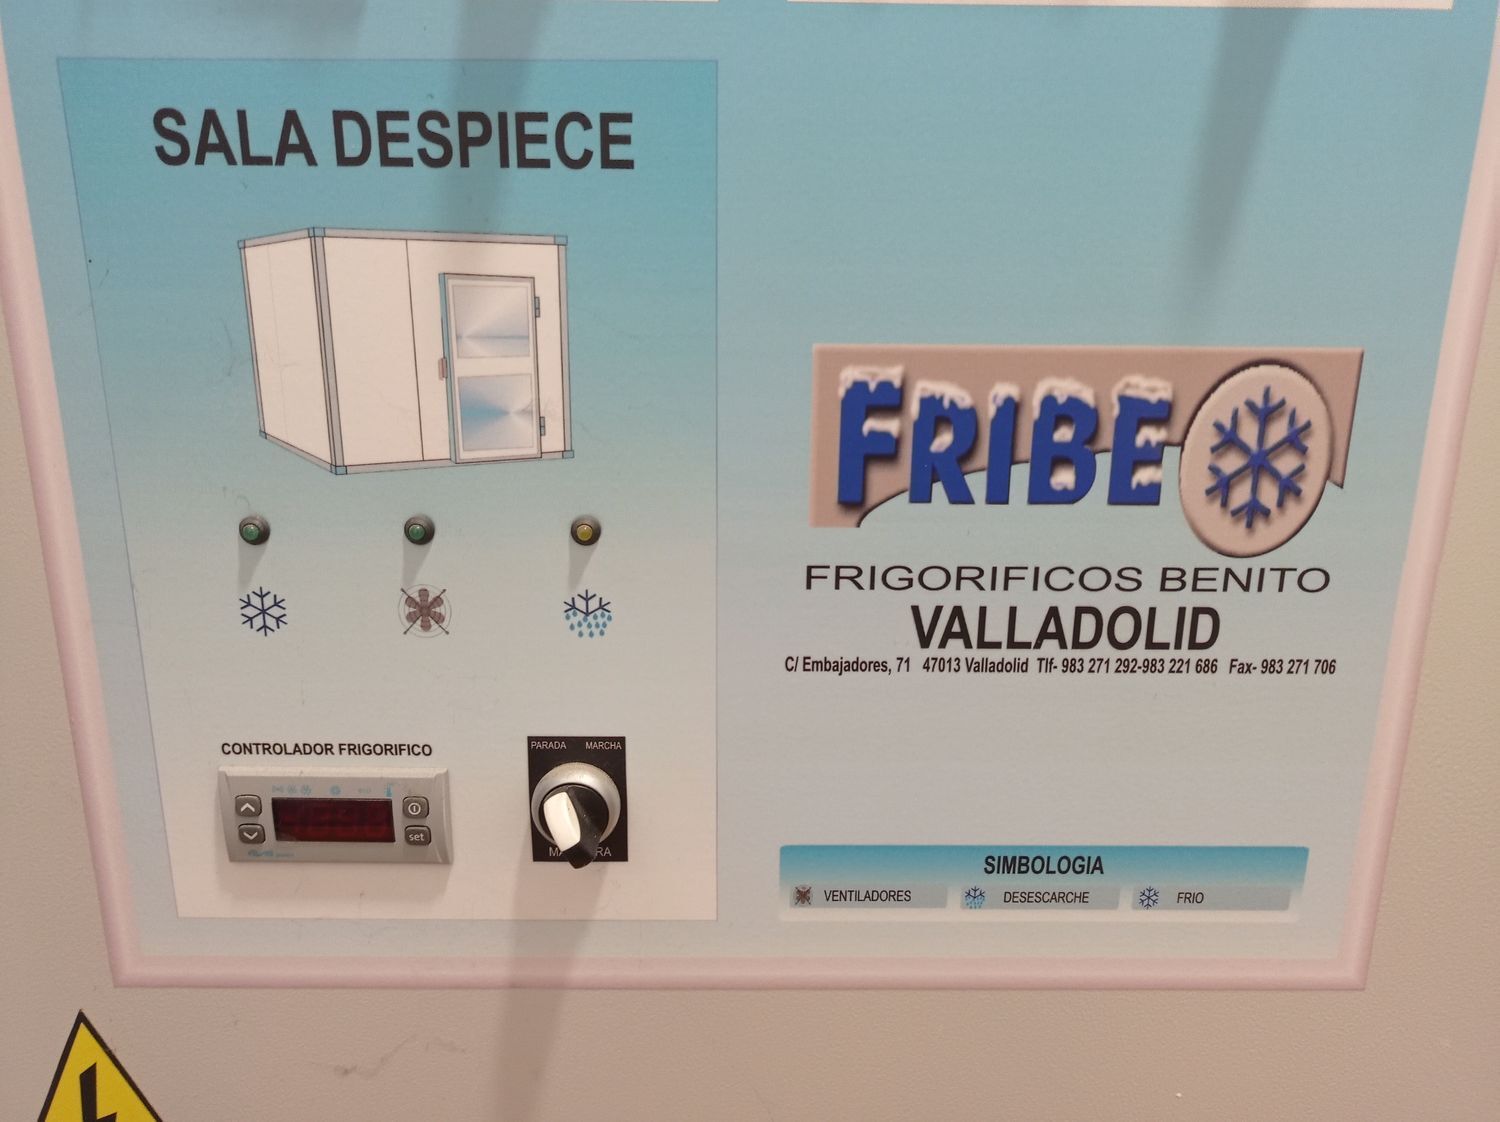 SALA DESPIECE
CONTROLADOR FRIGORIFICO
set
PARADA MARCHA
FRIBE
FRIGORIFICOS BENITO
VALLADOLID
C/ Embajadores, 71 47013 Valladolid Tlf- 983 271 292-983 221 686 Fax- 983 271 706
SIMBOLOGIA
VENTILADORES DESESCARCHE FRIO